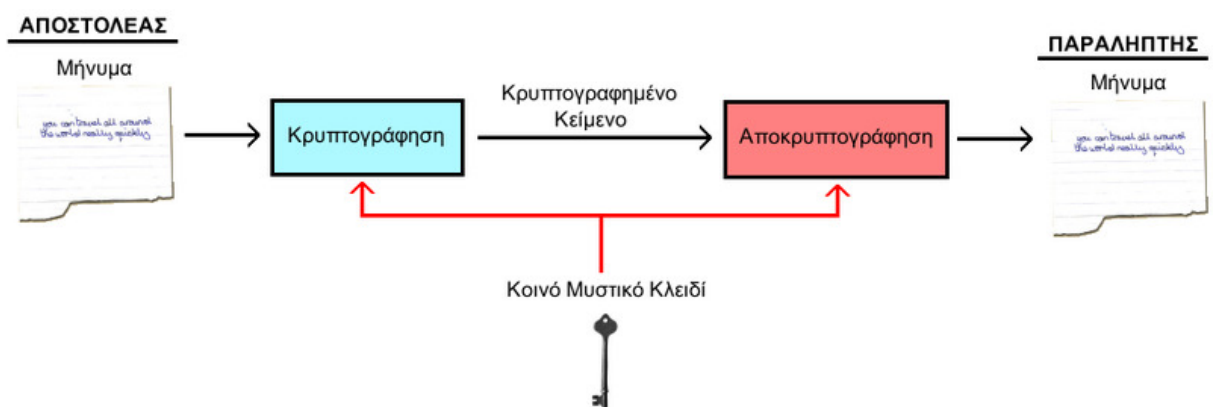 ΑΠΟΣΤΟΛΕΑΣ
Μήνυμα
you can travel all around
the world really quickly
Κρυπτογράφηση
Κρυπτογραφημένο
Κείμενο
Αποκρυπτογράφηση
ΠΑΡΑΛΗΠΤΗΣ
Μήνυμα
you can travel all around
the world really quickly
Κοινό Μυστικό Κλειδί